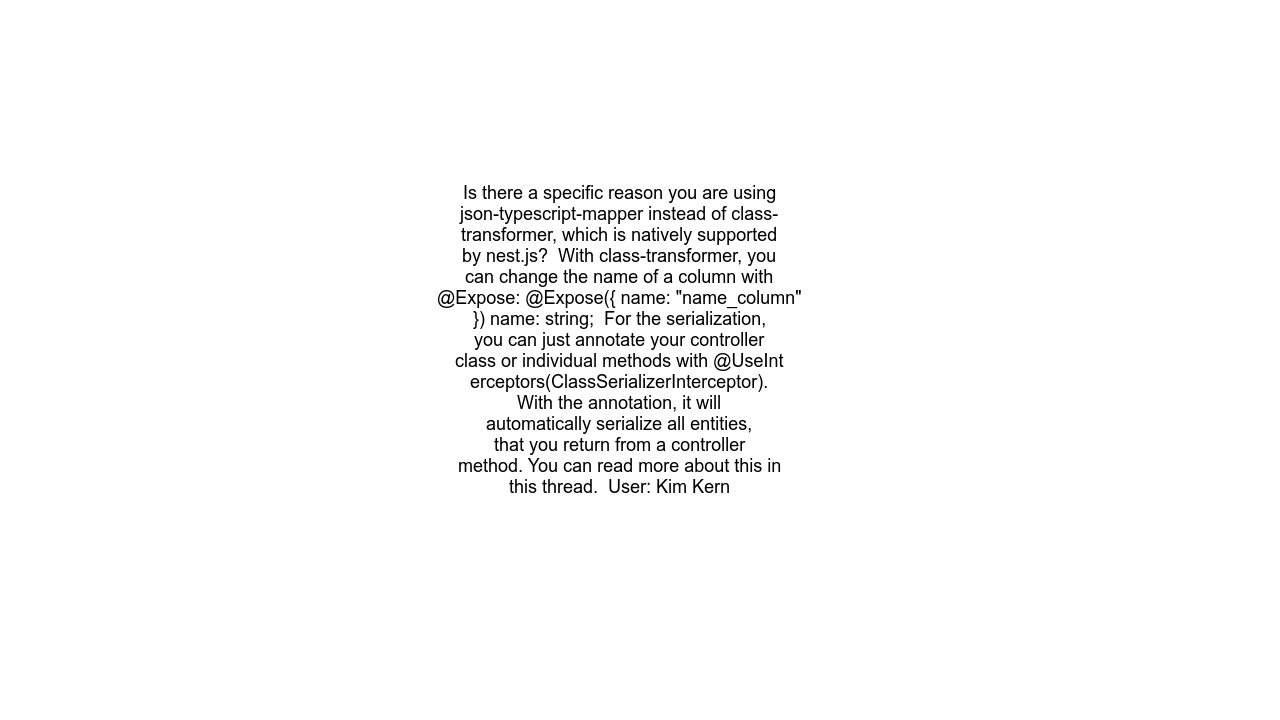 Is there a specific reason you are using
json-typescript-mapper instead of class-
transformer, which is natively supported
by nest.js?  With class-transformer, you
can change the name of a column with
@Expose: @Expose({ name: "name_column"
}) name: string;  For the serialization,
you can just annotate your controller
class or individual methods with @UseInt
erceptors(ClassSerializerInterceptor).
With the annotation, it will
automatically serialize all entities,
that you return from a controller
method. You can read more about this in
this thread.  User: Kim Kern